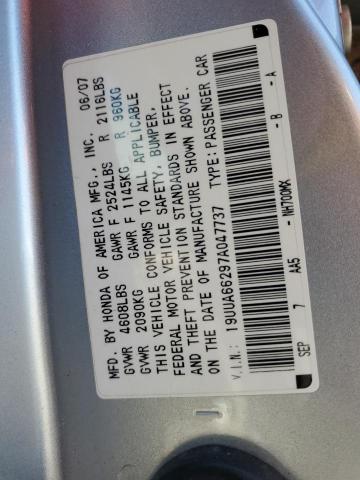 MFD. BY HONDA OF AMERICA MFG., INC. 06/07
GVWR 4608LBS GAWR F 2524LBS R 2116LBS
GVWR 2090KG GAWR F 1145KG R 960KG
THIS VEHICLE CONFORMS TO ALL APPLICABLE
FEDERAL MOTOR VEHICLE SAFETY, BUMPER,
AND THEFT PREVENTION STANDARDS IN EFFECT
ON THE DATE OF MANUFACTURE SHOWN ABOVE.
V.I.N.: 19UUA66297A047737 TYPE:PASSENGER CAR
SEP 7 AA5 - NH700MX - B - A